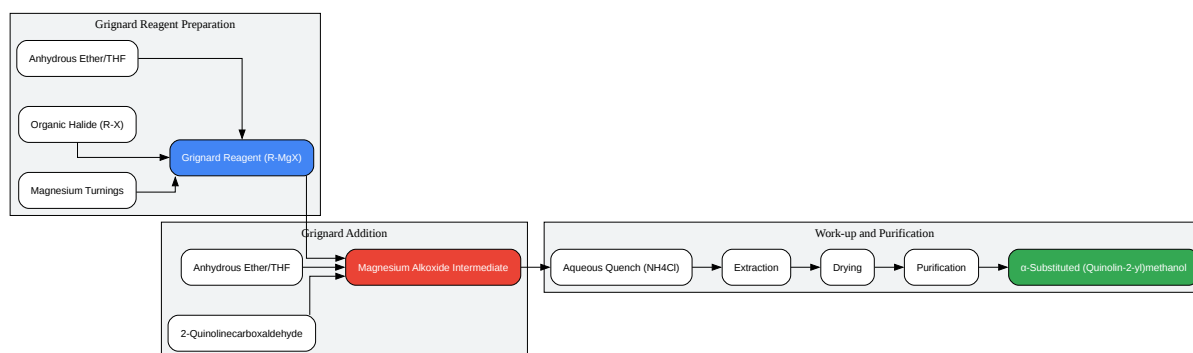 Grignard Reagent Preparation
Anhydrous Ether/THF
Organic Halide (R-X)
Grignard Reagent (R-MgX)
Magnesium Turnings
Grignard Addition
Anhydrous Ether/THF
Magnesium Alkoxide Intermediate
2-Quinolinecarboxaldehyde
Work-up and Purification
Aqueous Quench (NH4Cl)
Extraction
Drying
Purification
α-Substituted (Quinolin-2-yl)methanol